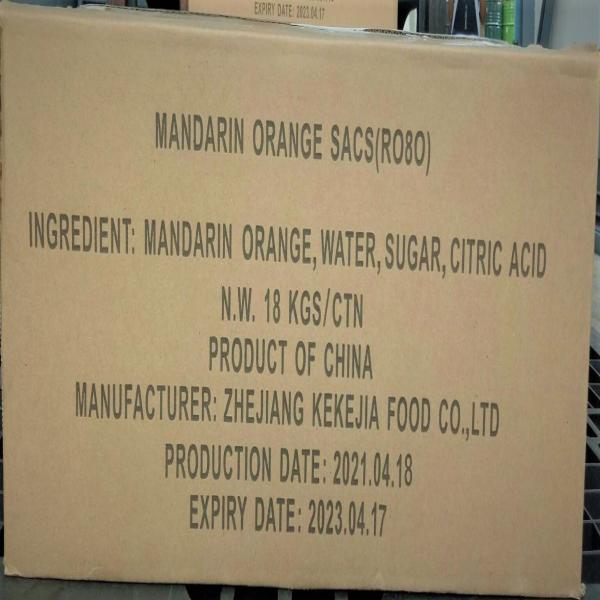 EXPIRY DATE: 2023.04.17
MANDARIN ORANGE SACS(RO80)
INGREDIENT: MANDARIN ORANGE, WATER, SUGAR, CITRIC ACID
N.W. 18 KGS/CTN
PRODUCT OF CHINA
MANUFACTURER: ZHEJIANG KEKEJIA FOOD CO.,LTD
PRODUCTION DATE: 2021.04.18
EXPIRY DATE: 2023.04.17